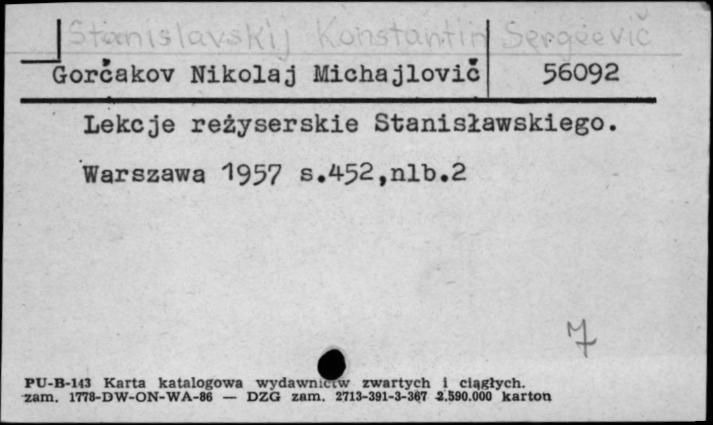 Stanislavskij Konstantin Sergeevič
Gorčakov Nikolaj Michajlovič 56092
Lekcje reżyserskie Stanisławskiego.
Warszawa 1957 s.452,nlb.2
7
PU-B-143 Karta katalogowa wydawnictw zwartych i ciągłych.
zam. 1778-DW-ON-WA-86 — DZG zam. 2713-391-3-367 2.590.000 karton